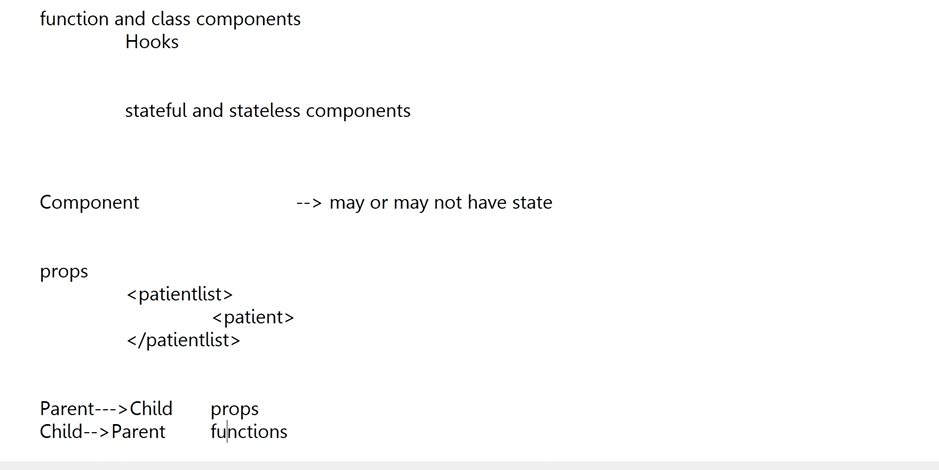 function and class components
Hooks
stateful and stateless components
Component --> may or may not have state
props
<patientlist>
<patient>
</patientlist>
Parent--->Child props
Child-->Parent functions